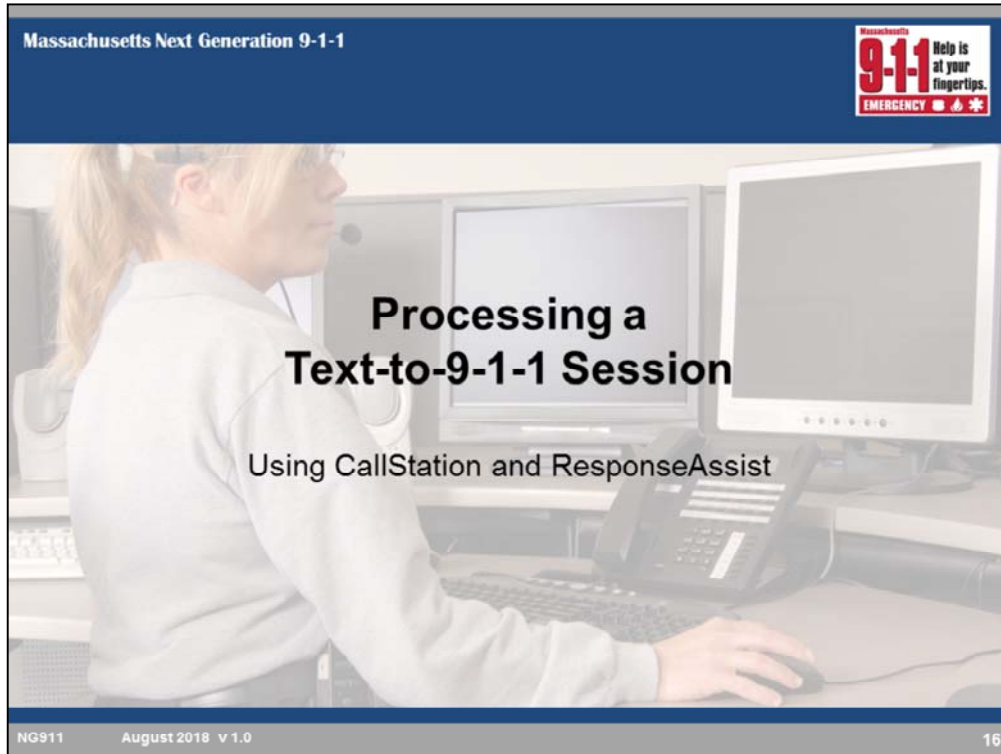 Massachusetts Next Generation 9-1-1
Massachusetts
9-1-1
Help is
at your
fingertips.
EMERGENCY
Processing a
Text-to-9-1-1 Session
Using CallStation and ResponseAssist
NG911 August 2018 v 1.0 16